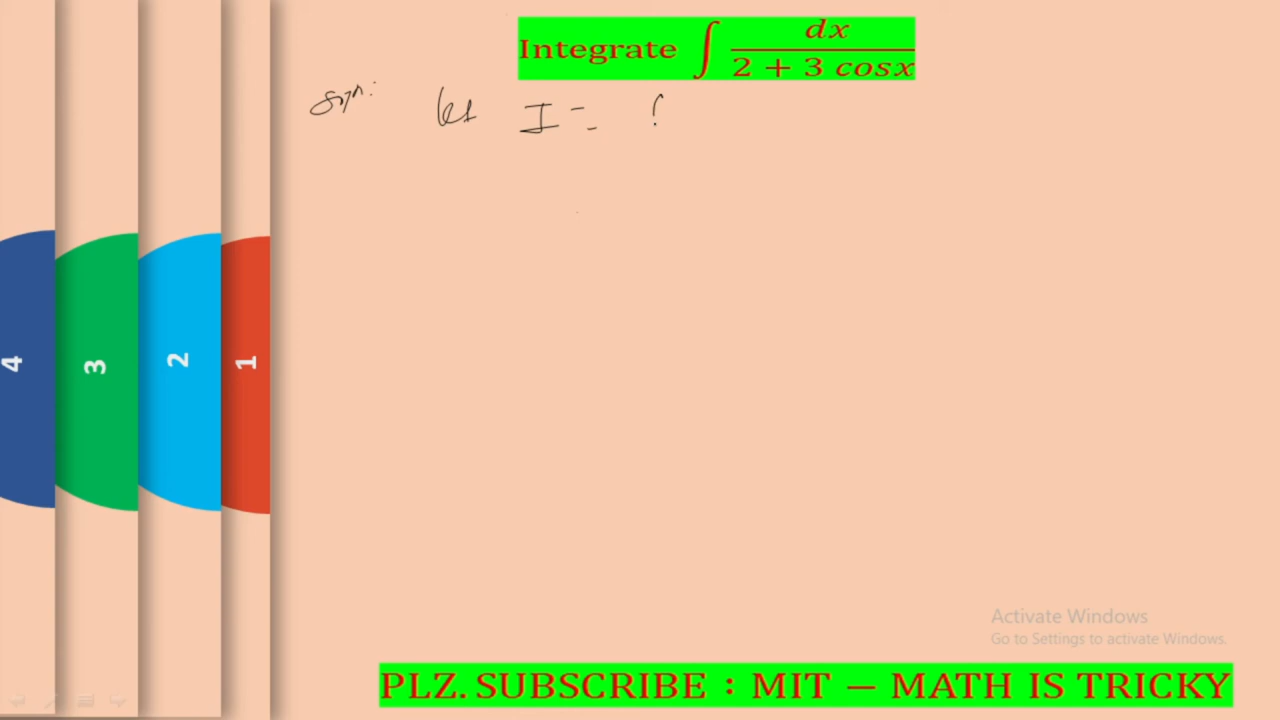 Integrate ∫ dx / (2 + 3 cosx)
Soln: let I =
4
3
2
1
Activate Windows
Go to Settings to activate Windows.
PLZ. SUBSCRIBE : MIT – MATH IS TRICKY